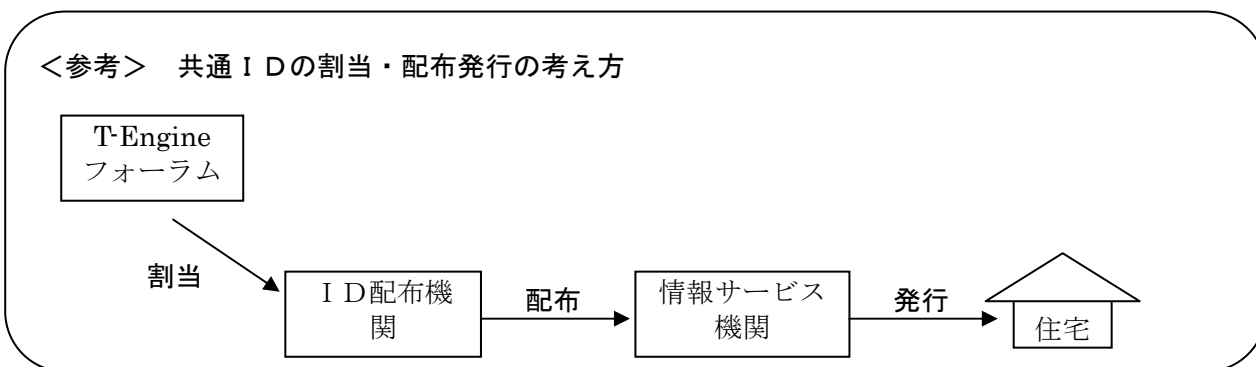 ＜参考＞　共通ＩＤの割当・配布発行の考え方
T-Engine
フォーラム
割当
ＩＤ配布機
関
配布
情報サービス
機関
発行
住宅